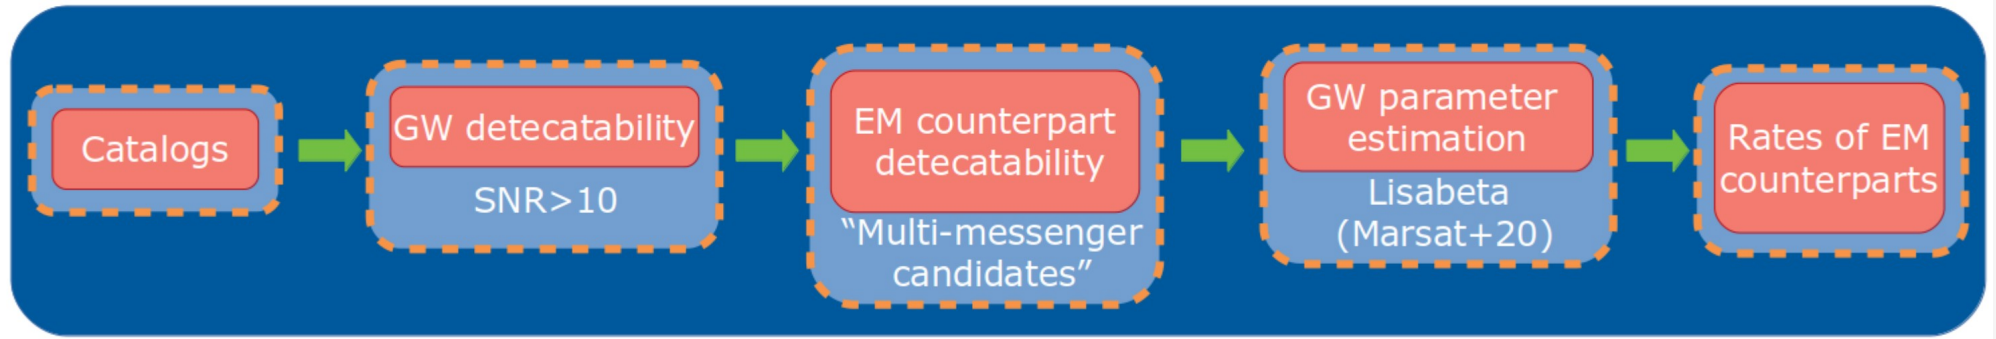 Catalogs
GW detecatability
SNR>10
EM counterpart
detecatability
“Multi-messenger
candidates”
GW parameter
estimation
Lisabeta
(Marsat+20)
Rates of EM
counterparts